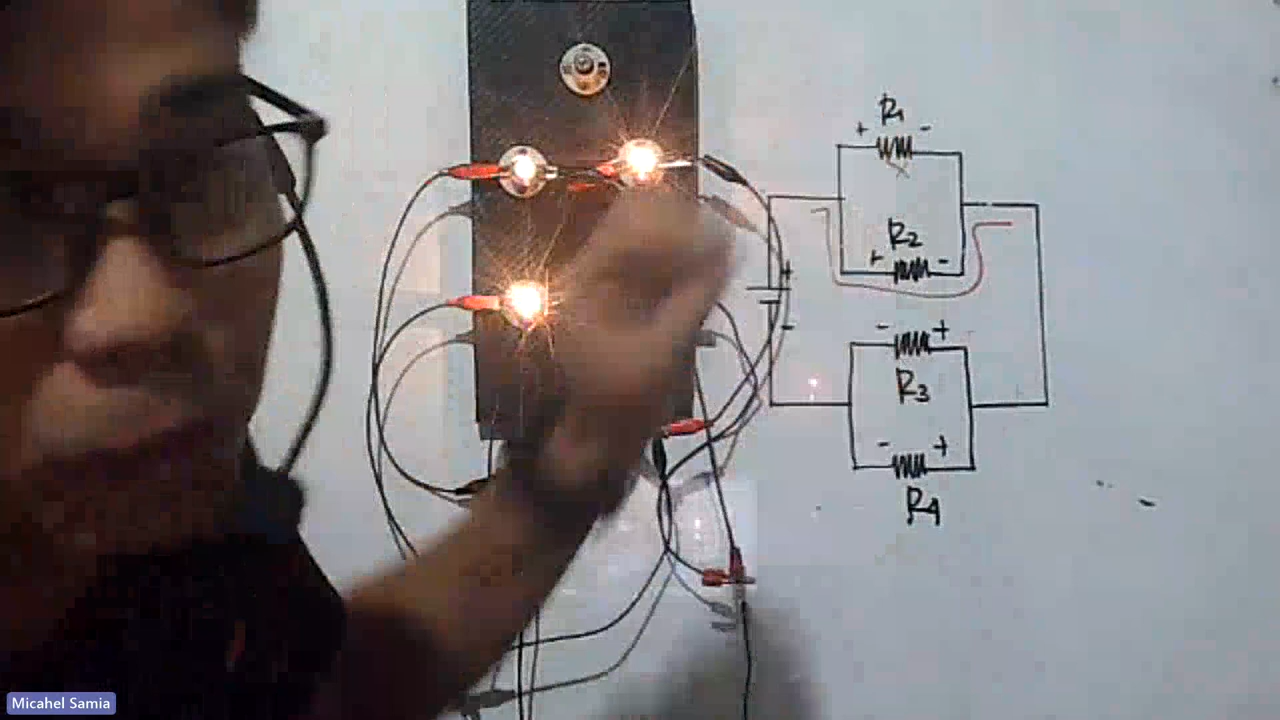 R1
+ -
R2
+ -
+
-
- +
R3
- +
R4
Micahel Samia